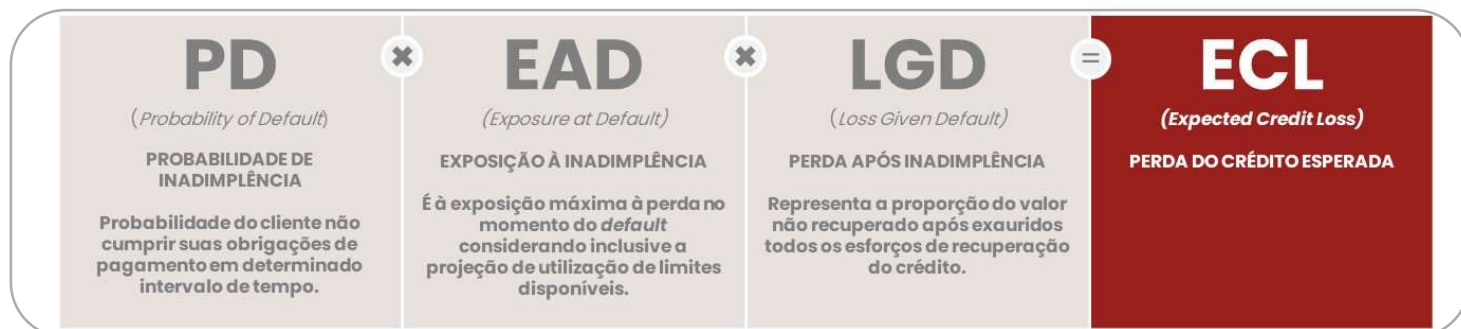 PD
(Probability of Default)
PROBABILIDADE DE
INADIMPLÊNCIA
Probabilidade do cliente não
cumprir suas obrigações de
pagamento em determinado
intervalo de tempo.
✖
EAD
(Exposure at Default)
EXPOSIÇÃO À INADIMPLÊNCIA
É à exposição máxima à perda no
momento do default
considerando inclusive a
projeção de utilização de limites
disponíveis.
✖
LGD
(Loss Given Default)
PERDA APÓS INADIMPLÊNCIA
Representa a proporção do valor
não recuperado após exauridos
todos os esforços de recuperação
do crédito.
=
ECL
(Expected Credit Loss)
PERDA DO CRÉDITO ESPERADA